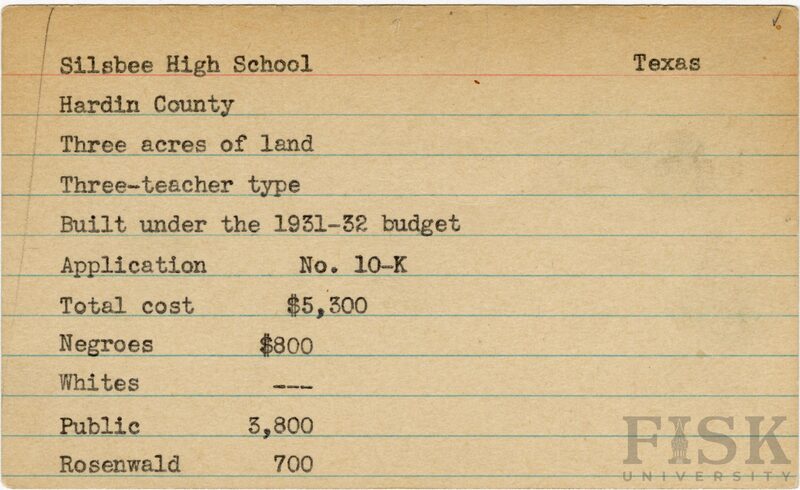 Silsbee High School Texas
Hardin County
Three acres of land
Three-teacher type
Built under the 1931-32 budget
Application No. 10-K
Total cost $5,300
Negroes $800
Whites ---
Public 3,800
Rosenwald 700
FISK
UNIVERSITY